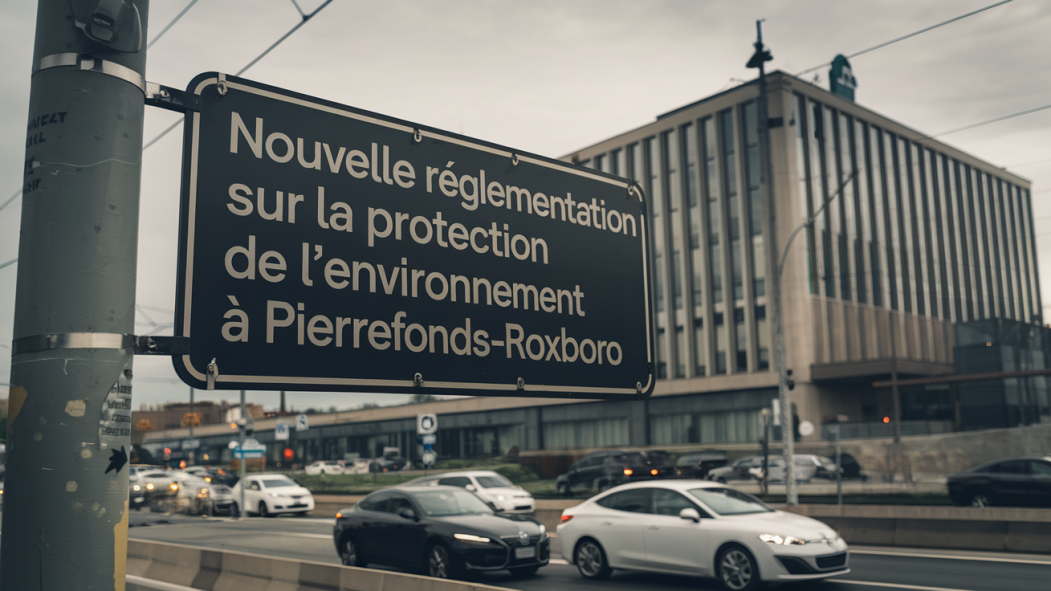 Nouvelle réglementation
sur la protection
de l'environnement
à Pierrefonds-Roxboro